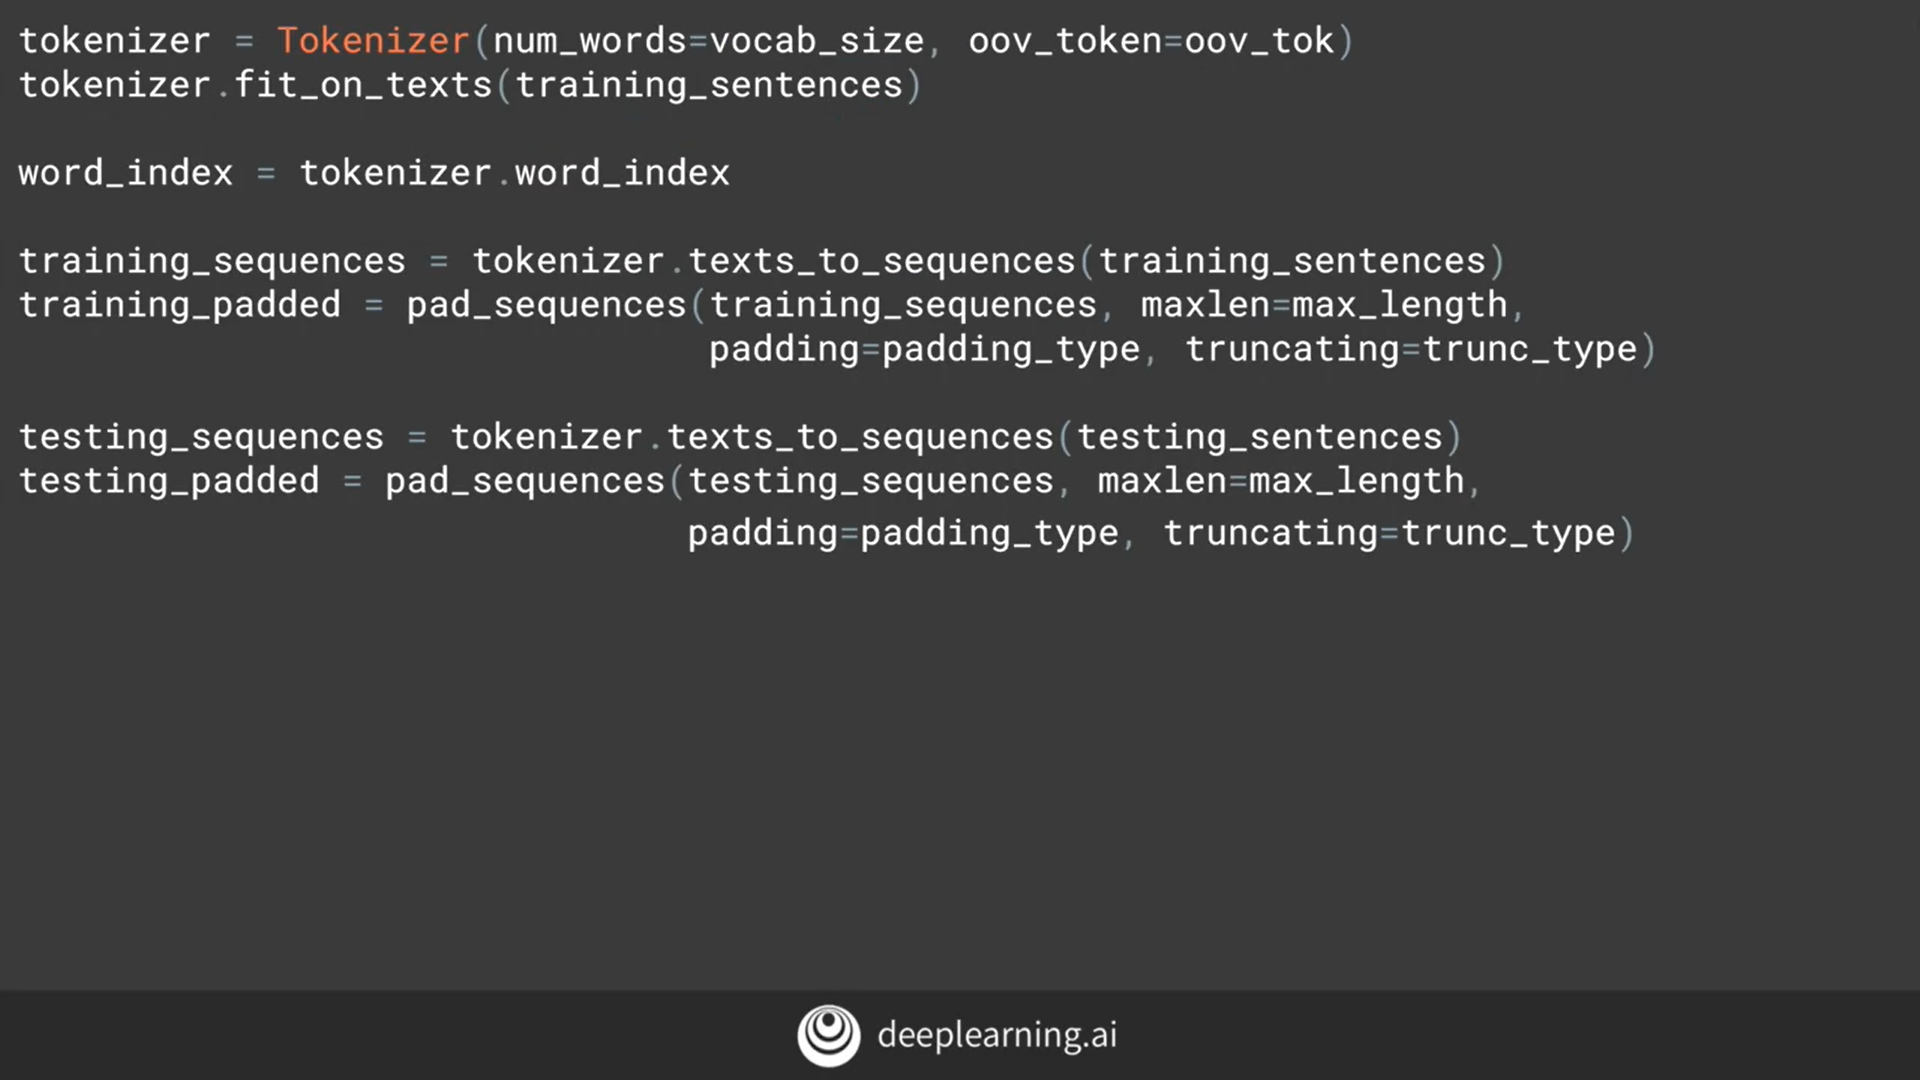 tokenizer = Tokenizer(num_words=vocab_size, oov_token=oov_tok)
tokenizer.fit_on_texts(training_sentences)
word_index = tokenizer.word_index
training_sequences = tokenizer.texts_to_sequences(training_sentences)
training_padded = pad_sequences(training_sequences, maxlen=max_length,
padding=padding_type, truncating=trunc_type)
testing_sequences = tokenizer.texts_to_sequences(testing_sentences)
testing_padded = pad_sequences(testing_sequences, maxlen=max_length,
padding=padding_type, truncating=trunc_type)
deeplearning.ai